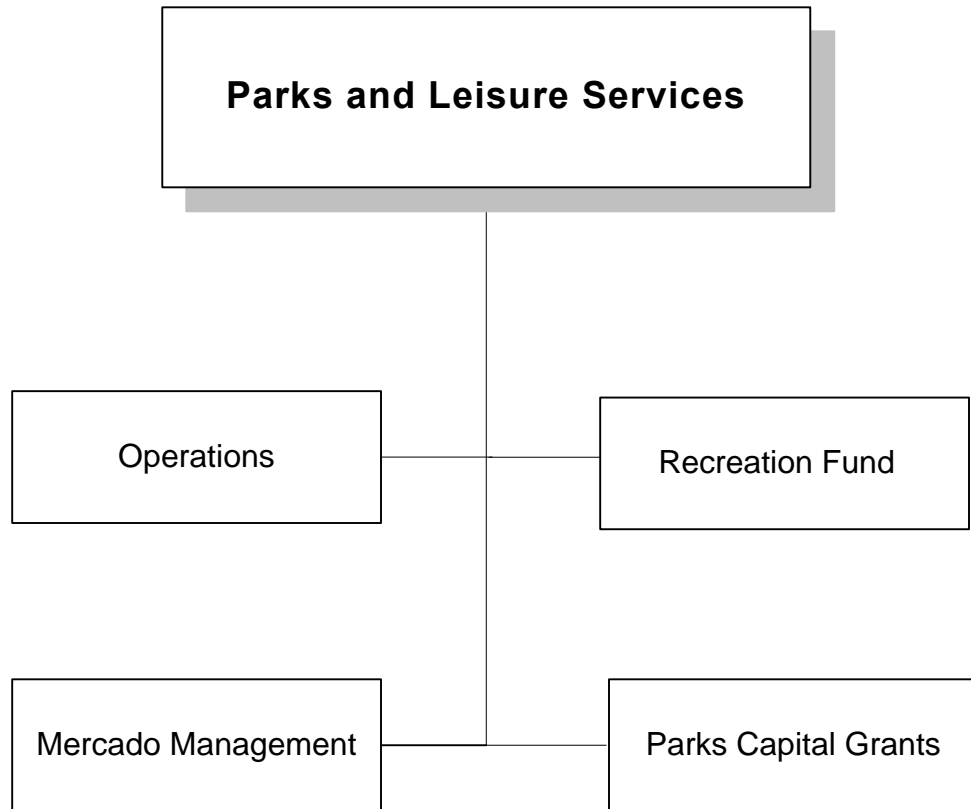 Parks and Leisure Services
Operations
Recreation Fund
Mercado Management
Parks Capital Grants